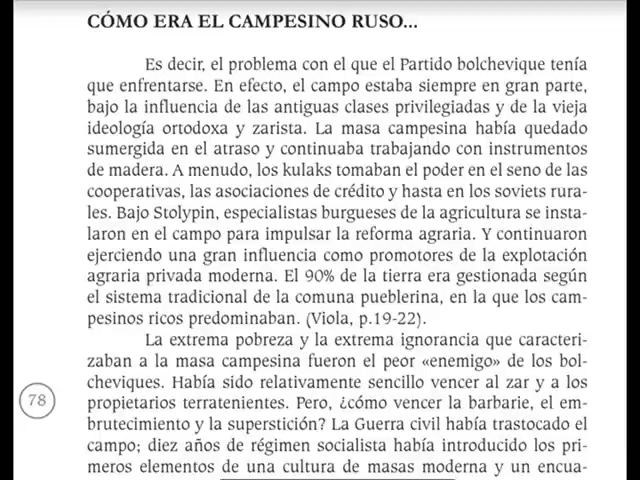 CÓMO ERA EL CAMPESINO RUSO...
Es decir, el problema con el que el Partido bolchevique tenía
que enfrentarse. En efecto, el campo estaba siempre en gran parte,
bajo la influencia de las antiguas clases privilegiadas y de la vieja
ideología ortodoxa y zarista. La masa campesina había quedado
sumergida en el atraso y continuaba trabajando con instrumentos
de madera. A menudo, los kulaks tomaban el poder en el seno de las
cooperativas, las asociaciones de crédito y hasta en los soviets rura-
les. Bajo Stolypin, especialistas burgueses de la agricultura se insta-
laron en el campo para impulsar la reforma agraria. Y continuaron
ejerciendo una gran influencia como promotores de la explotación
agraria privada moderna. El 90% de la tierra era gestionada según
el sistema tradicional de la comuna pueblerina, en la que los cam-
pesinos ricos predominaban. (Viola, p.19-22).
La extrema pobreza y la extrema ignorancia que caracteri-
zaban a la masa campesina fueron el peor «enemigo» de los bol-
cheviques. Había sido relativamente sencillo vencer al zar y a los
propietarios terratenientes. Pero, ¿cómo vencer la barbarie, el em-
brutecimiento y la superstición? La Guerra civil había trastocado el
campo; diez años de régimen socialista había introducido los pri-
meros elementos de una cultura de masas moderna y un encua-
78